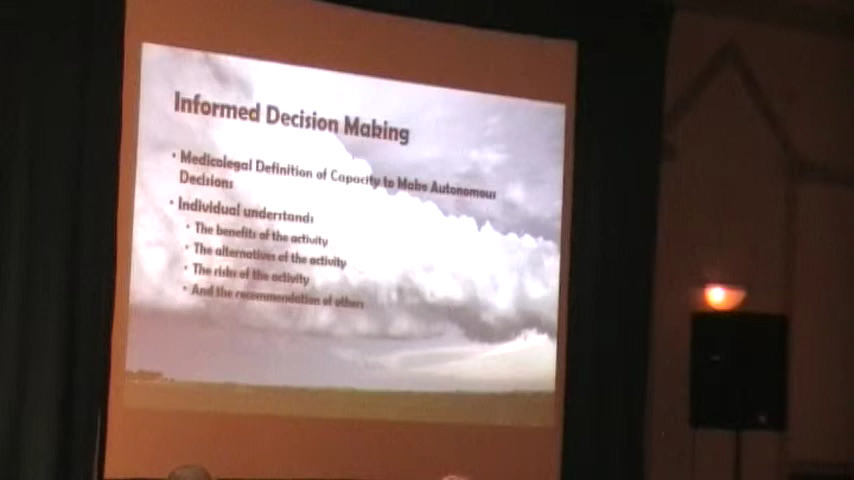 Informed Decision Making
• Medicolegal Definition of Capacity to Make Autonomous
Decisions
• Individual understands
• The benefits of the activity
• The alternatives of the activity
• The risks of the activity
• And the recommendation of others